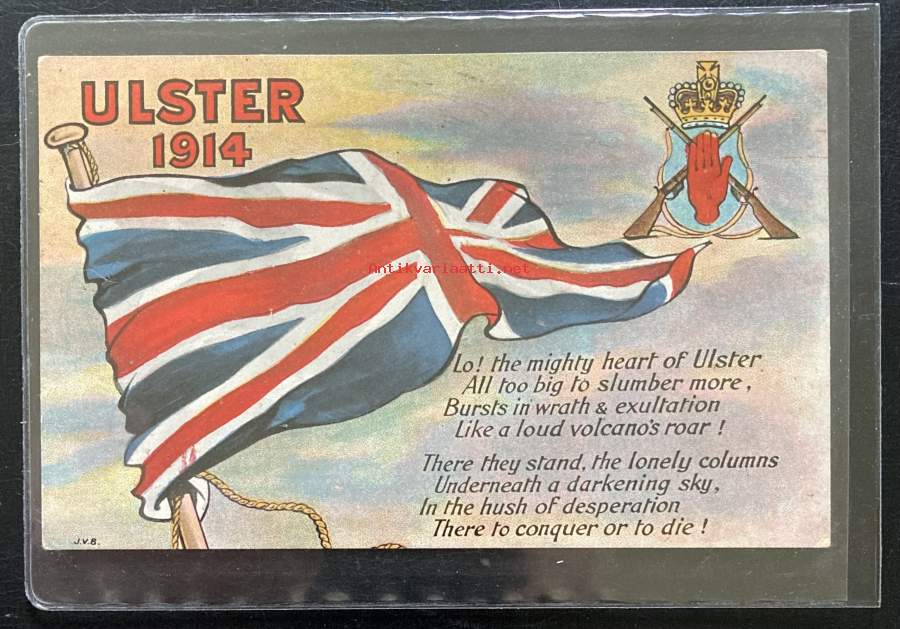 ULSTER
1914
Antikvariaatti.net
Lo! the mighty heart of Ulster
All too big to slumber more,
Bursts in wrath & exultation
Like a loud volcano's roar!
There they stand, the lonely columns
Underneath a darkening sky,
In the hush of desperation
There to conquer or to die!
J.V.B.